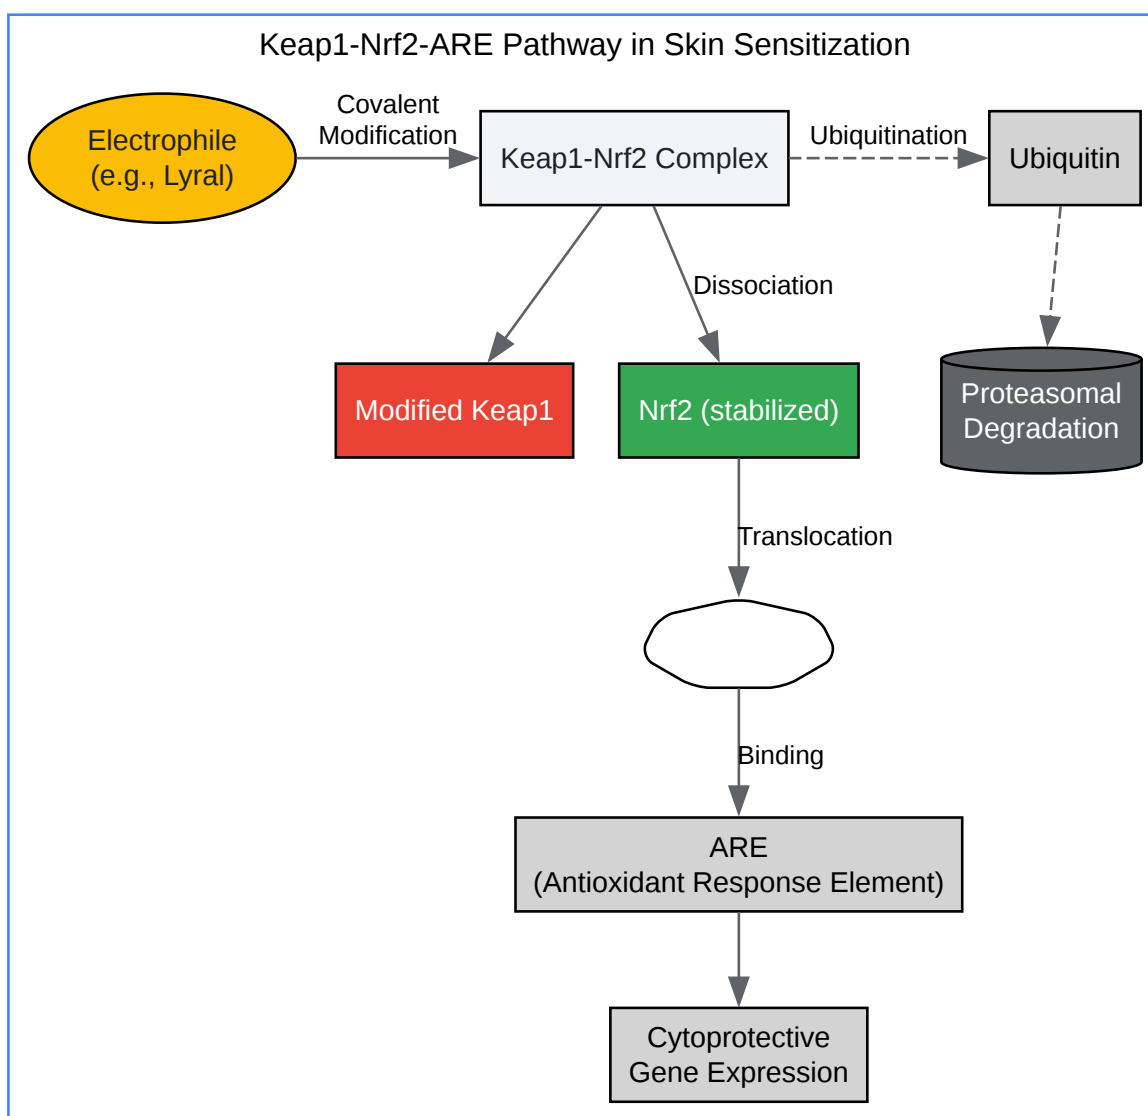 Keap1-Nrf2-ARE Pathway in Skin Sensitization
Electrophile
(e.g., Lyral)
Covalent
Modification
Keap1-Nrf2 Complex
Ubiquitination
Ubiquitin
Dissociation
Modified Keap1
Nrf2 (stabilized)
Proteasomal
Degradation
Translocation
Binding
ARE
(Antioxidant Response Element)
Cytoprotective
Gene Expression